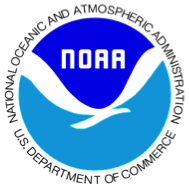 NATIONAL OCEANIC AND ATMOSPHERIC ADMINISTRATION
NOAA
U.S. DEPARTMENT OF COMMERCE